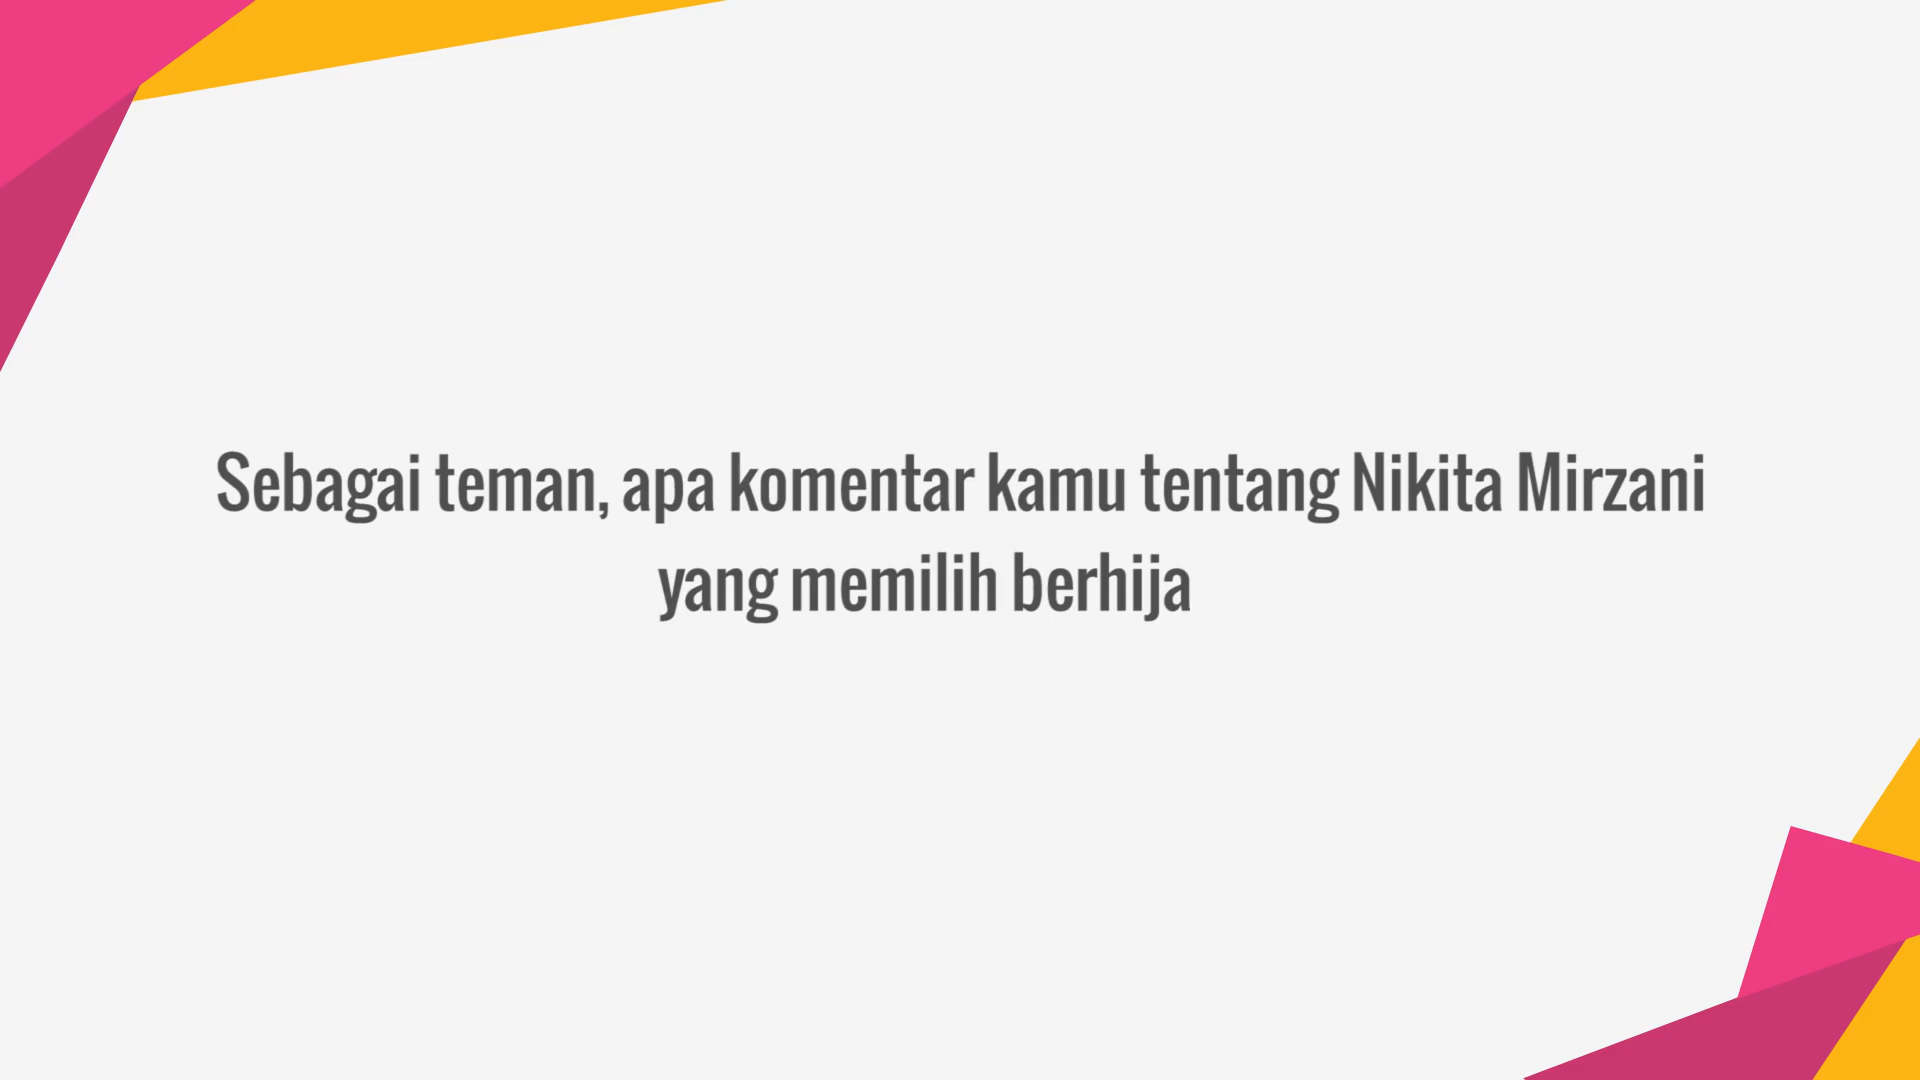 Sebagai teman, apa komentar kamu tentang Nikita Mirzani
yang memilih berhija